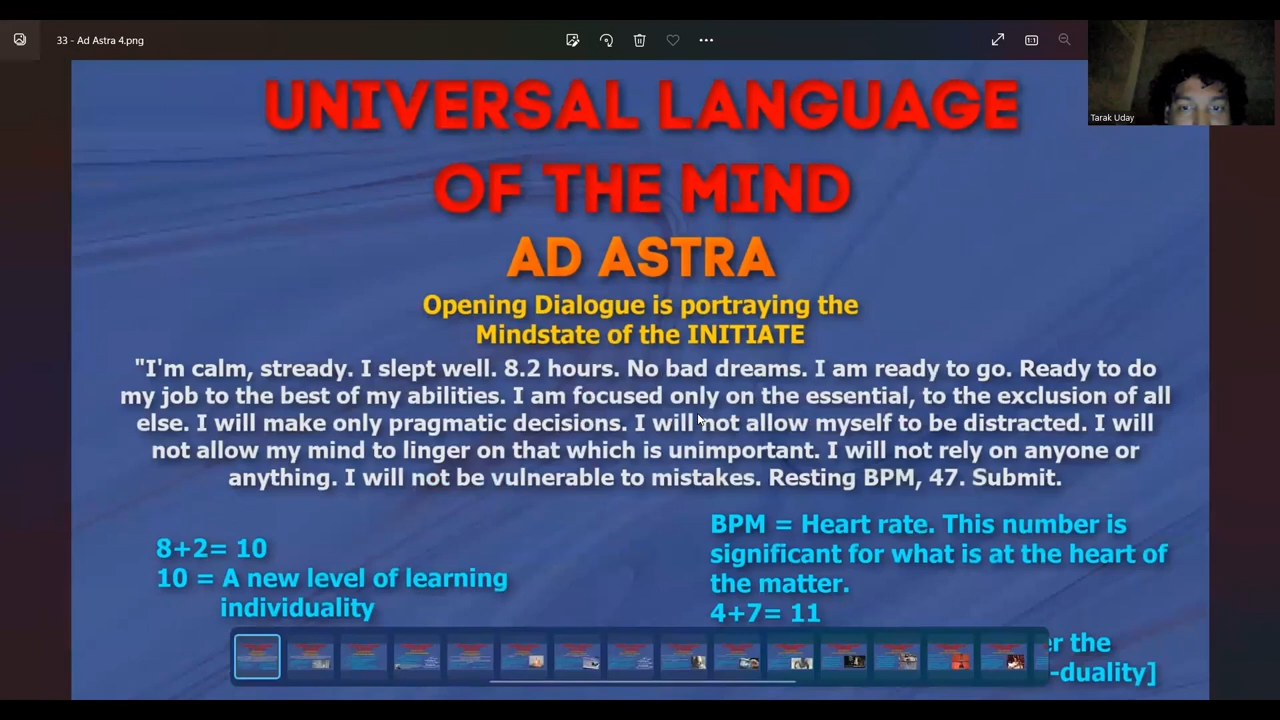 33 - Ad Astra 4.png
Tarak Uday
UNIVERSAL LANGUAGE
OF THE MIND
AD ASTRA
Opening Dialogue is portraying the
Mindstate of the INITIATE
"I'm calm, stready. I slept well. 8.2 hours. No bad dreams. I am ready to go. Ready to do
my job to the best of my abilities. I am focused only on the essential, to the exclusion of all
else. I will make only pragmatic decisions. I will not allow myself to be distracted. I will
not allow my mind to linger on that which is unimportant. I will not rely on anyone or
anything. I will not be vulnerable to mistakes. Resting BPM, 47. Submit.
8+2= 10
10 = A new level of learning
individuality
BPM = Heart rate. This number is
significant for what is at the heart of
the matter.
4+7= 11
the
-duality]